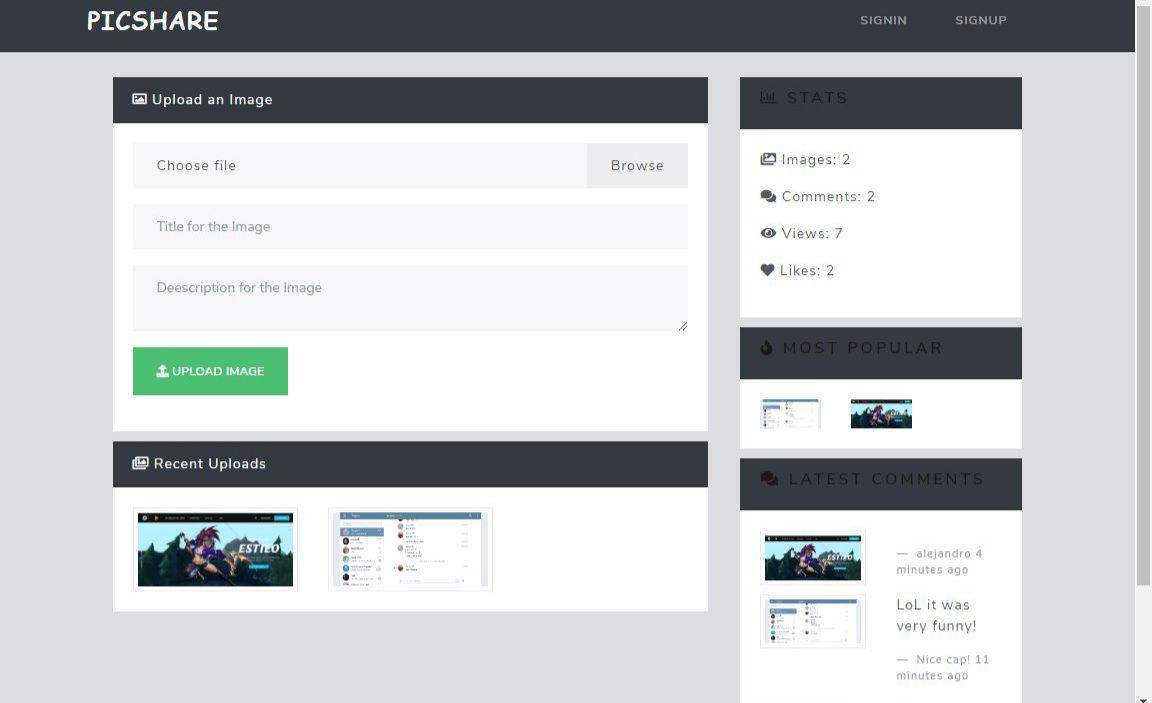 PICSHARE
SIGNIN
SIGNUP
Upload an Image
Choose file
Browse
Title for the Image
Deescription for the Image
UPLOAD IMAGE
Recent Uploads
ESTILO
STATS
Images: 2
Comments: 2
Views: 7
Likes: 2
MOST POPULAR
ESTILO
LATEST COMMENTS
ESTILO
— alejandro 4
minutes ago
LoL it was
very funny!
— Nice cap! 11
minutes ago